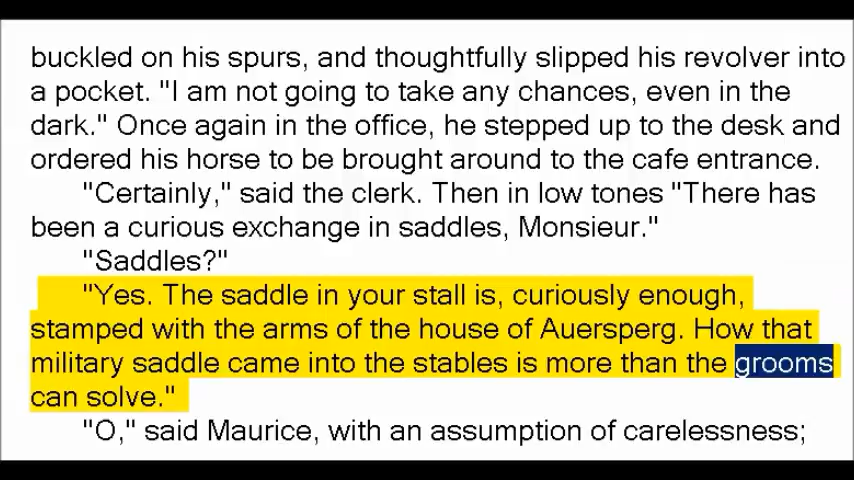 buckled on his spurs, and thoughtfully slipped his revolver into
a pocket. "I am not going to take any chances, even in the
dark." Once again in the office, he stepped up to the desk and
ordered his horse to be brought around to the cafe entrance.
"Certainly," said the clerk. Then in low tones "There has
been a curious exchange in saddles, Monsieur."
"Saddles?"
"Yes. The saddle in your stall is, curiously enough,
stamped with the arms of the house of Auersperg. How that
military saddle came into the stables is more than the grooms
can solve."
"O," said Maurice, with an assumption of carelessness;